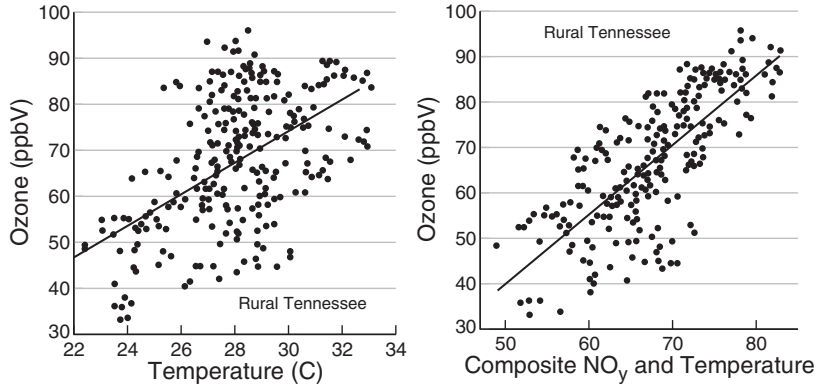 100
90
80
70
60
50
40
30
Ozone (ppbV)
Rural Tennessee
22 24 26 28 30 32 34
Temperature (C)
100
90
80
70
60
50
40
30
Ozone (ppbV)
Rural Tennessee
50 60 70 80
Composite NOy and Temperature